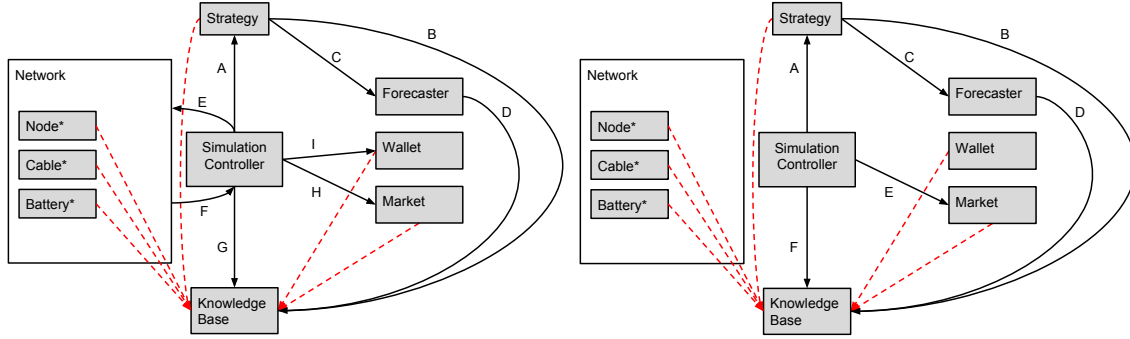 Strategy
B
C
A
Network
E
Forecaster
D
Node*
Simulation
Controller
I
Wallet
Cable*
H
Battery*
Market
F
G
Knowledge
Base
Strategy
B
C
A
Network
Forecaster
D
Node*
Simulation
Controller
Wallet
Cable*
E
Battery*
Market
F
Knowledge
Base